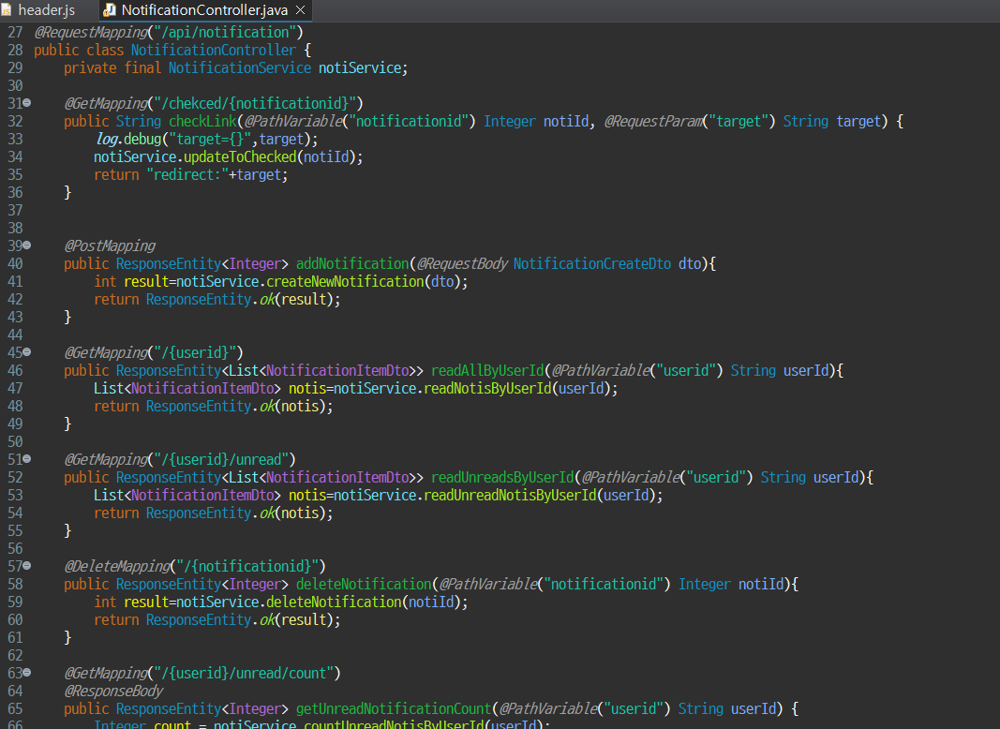 header.js NotificationController.java
27 @RequestMapping("/api/notification")
28 public class NotificationController {
29 private final NotificationService notiService;
30
31 @GetMapping("/chekced/{notificationid}")
32 public String checkLink(@PathVariable("notificationid") Integer notiId, @RequestParam("target") String target) {
33 log.debug("target={}",target);
34 notiService.updateToChecked(notiId);
35 return "redirect:"+target;
36 }
37
38
39 @PostMapping
40 public ResponseEntity<Integer> addNotification(@RequestBody NotificationCreateDto dto){
41 int result=notiService.createNewNotification(dto);
42 return ResponseEntity.ok(result);
43 }
44
45 @GetMapping("/{userid}")
46 public ResponseEntity<List<NotificationItemDto>> readAllByUserId(@PathVariable("userid") String userId){
47 List<NotificationItemDto> notis=notiService.readNotisByUserId(userId);
48 return ResponseEntity.ok(notis);
49 }
50
51 @GetMapping("/{userid}/unread")
52 public ResponseEntity<List<NotificationItemDto>> readUnreadsByUserId(@PathVariable("userid") String userId){
53 List<NotificationItemDto> notis=notiService.readUnreadNotisByUserId(userId);
54 return ResponseEntity.ok(notis);
55 }
56
57 @DeleteMapping("/{notificationid}")
58 public ResponseEntity<Integer> deleteNotification(@PathVariable("notificationid") Integer notiId){
59 int result=notiService.deleteNotification(notiId);
60 return ResponseEntity.ok(result);
61 }
62
63 @GetMapping("/{userid}/unread/count")
64 @ResponseBody
65 public ResponseEntity<Integer> getUnreadNotificationCount(@PathVariable("userid") String userId) {
66 Integer count = notiService.countUnreadNotisByUserId(userId);